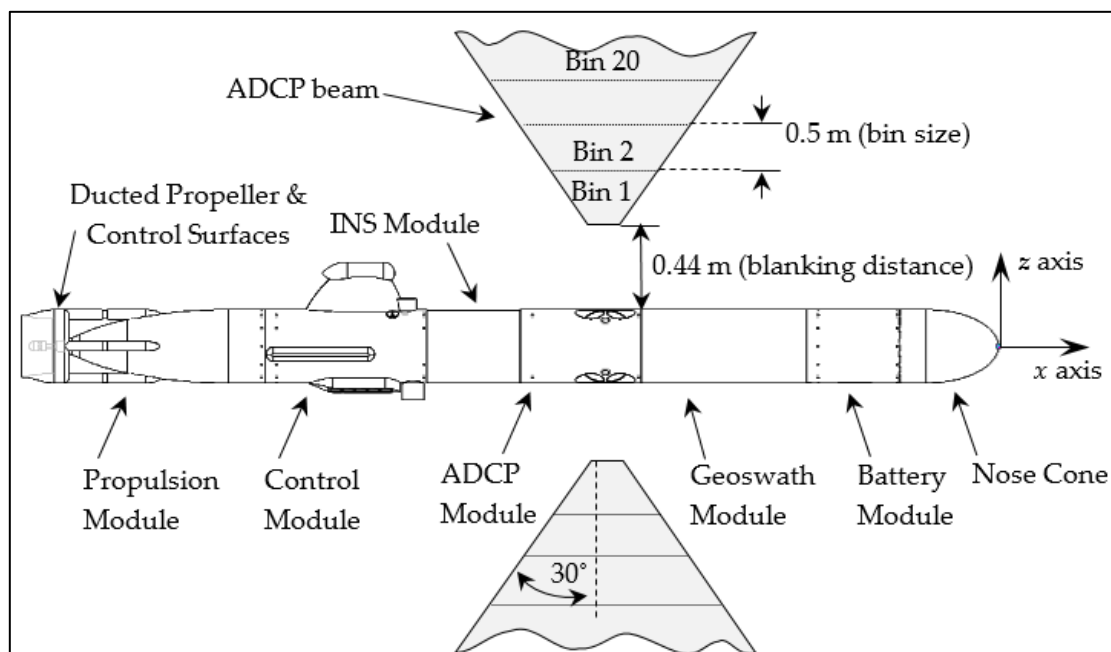 Bin 20
ADCP beam
0.5 m (bin size)
Bin 2
Bin 1
Ducted Propeller &
Control Surfaces
INS Module
0.44 m (blanking distance)
z axis
x axis
Propulsion
Module
Control
Module
ADCP
Module
Geoswath
Module
Battery
Module
Nose Cone
30°